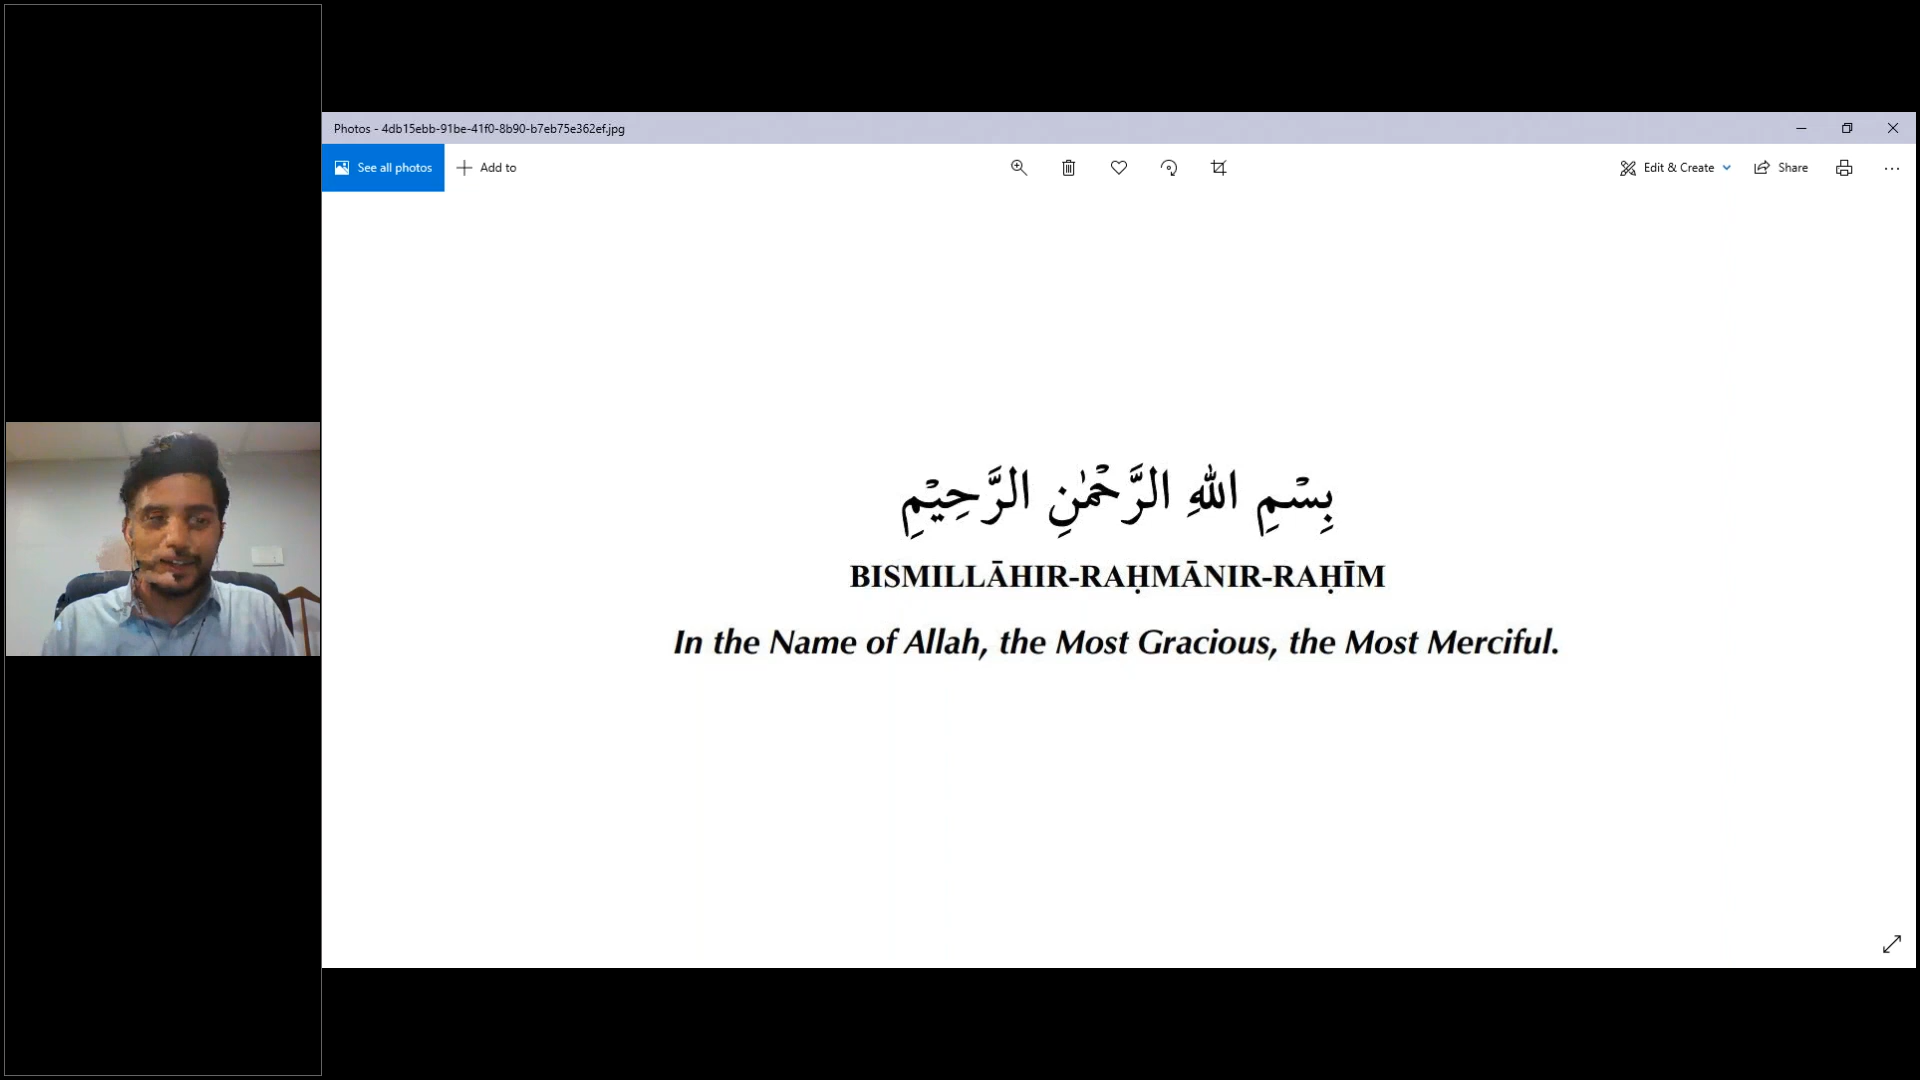 Photos - 4db15ebb-91be-41f0-8b90-b7eb75e362ef.jpg
See all photos
Add to
Edit & Create
Share
بِسْمِ اللهِ الرَّحْمٰنِ الرَّحِيْمِ
BISMILLĀHIR-RAḤMĀNIR-RAḤĪM
In the Name of Allah, the Most Gracious, the Most Merciful.